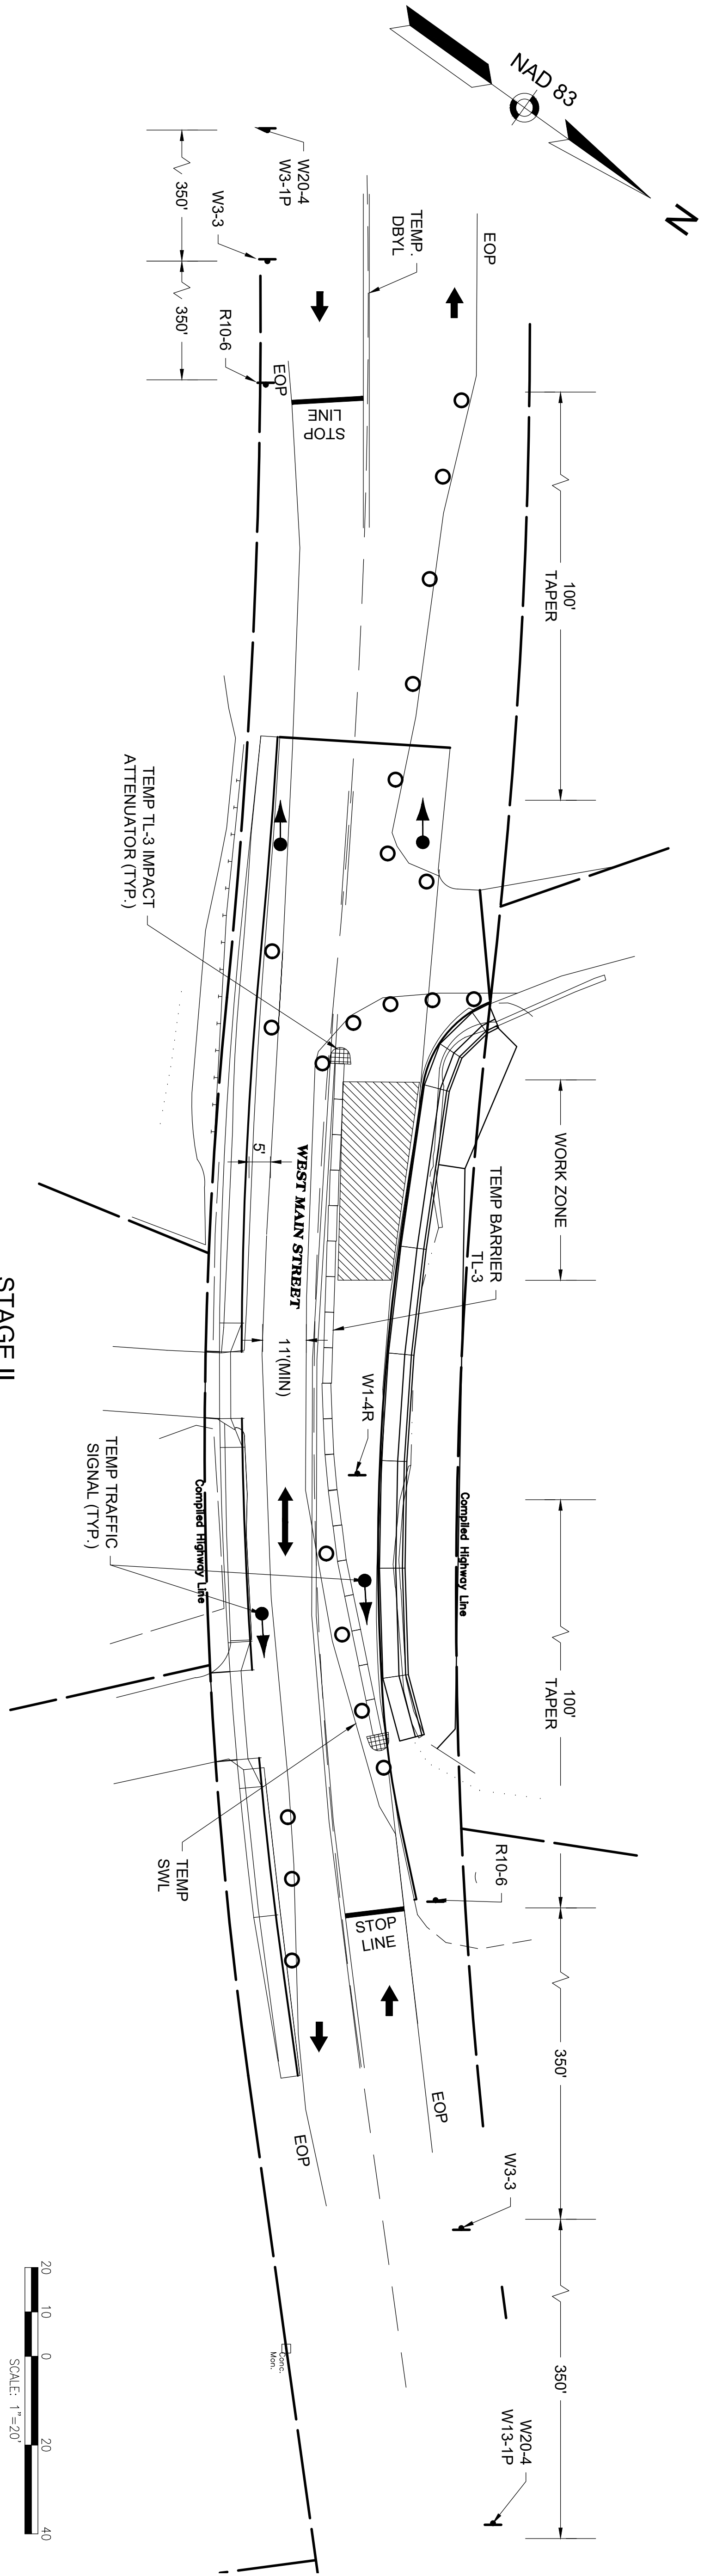 NAD 83
N
W20-4
W3-1P
350'
W3-3
350'
R10-6
TEMP.
DBYL
EOP
EOP
STOP
LINE
100'
TAPER
TEMP TL-3 IMPACT
ATTENUATOR (TYP.)
5'
WEST MAIN STREET
WORK ZONE
TEMP BARRIER
TL-3
11'(MIN)
W1-4R
TEMP TRAFFIC
SIGNAL (TYP.)
Compiled Highway Line
Compiled Highway Line
100'
TAPER
TEMP
SWL
R10-6
STOP
LINE
350'
EOP
EOP
W3-3
350'
Conc.
Mon.
W20-4
W13-1P
STAGE II
20 10 0 20 40
SCALE: 1"=20'